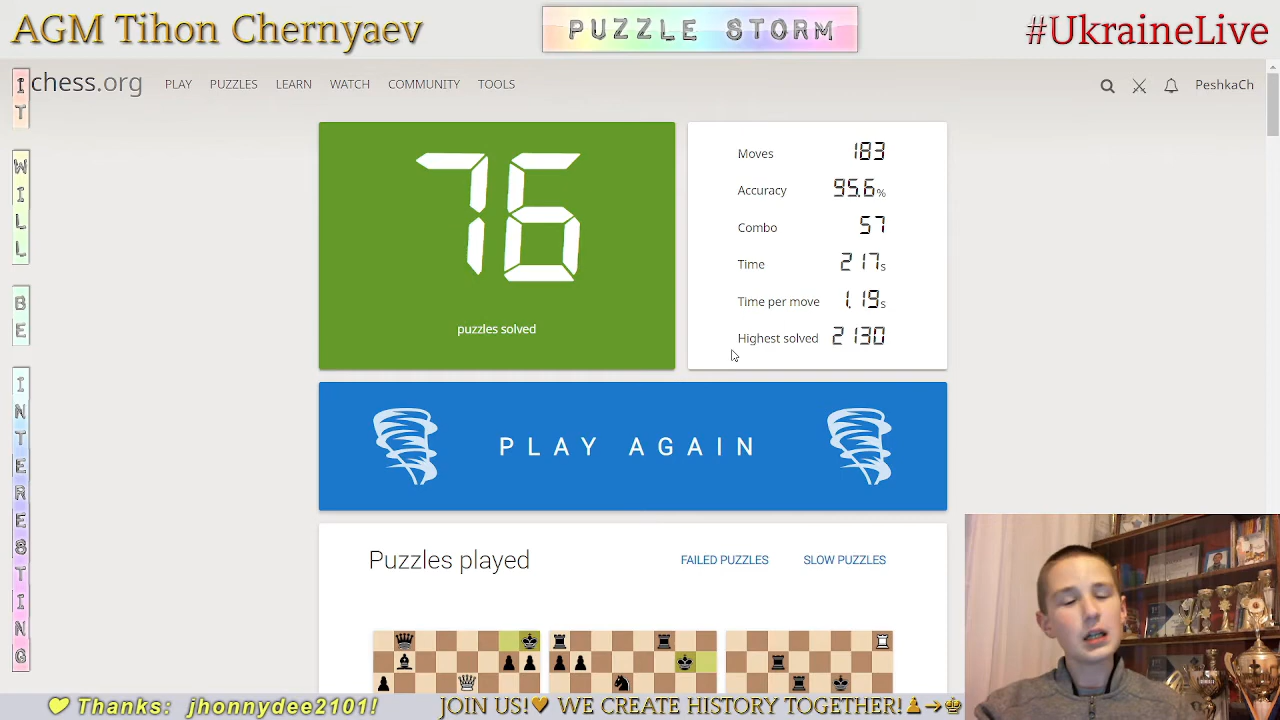 AGM Tihon Chernyaev
PUZZLE STORM
#UkraineLive
IT WILL BE INTERESTING
chess.org
PLAY PUZZLES LEARN WATCH COMMUNITY TOOLS
PeshkaCh
76
puzzles solved
Moves 183
Accuracy 95.6%
Combo 57
Time 217s
Time per move 1.19s
Highest solved 2130
PLAY AGAIN
Puzzles played
FAILED PUZZLES
SLOW PUZZLES
Thanks: jhonnydee2101!
JOIN US! WE CREATE HISTORY TOGETHER!